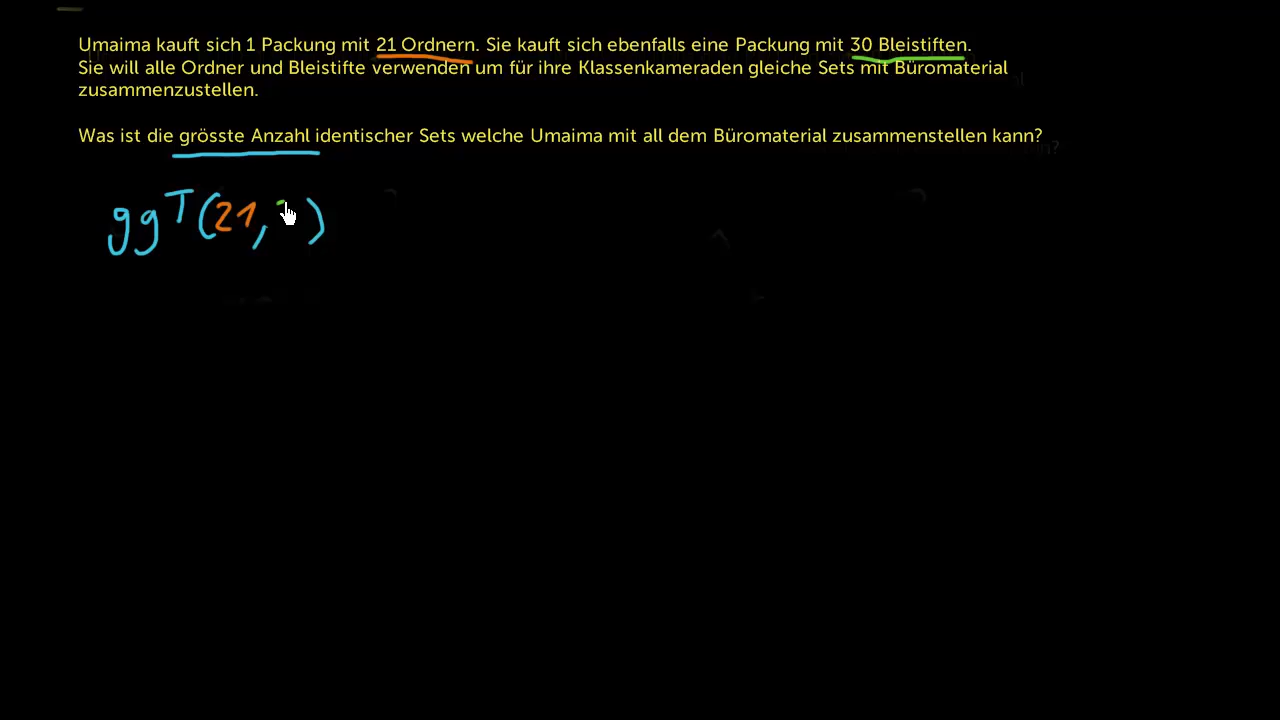 Umaima kauft sich 1 Packung mit 21 Ordnern. Sie kauft sich ebenfalls eine Packung mit 30 Bleistiften.
Sie will alle Ordner und Bleistifte verwenden um für ihre Klassenkameraden gleiche Sets mit Büromaterial
zusammenzustellen.
Was ist die grösste Anzahl identischer Sets welche Umaima mit all dem Büromaterial zusammenstellen kann?
ggT(21, )